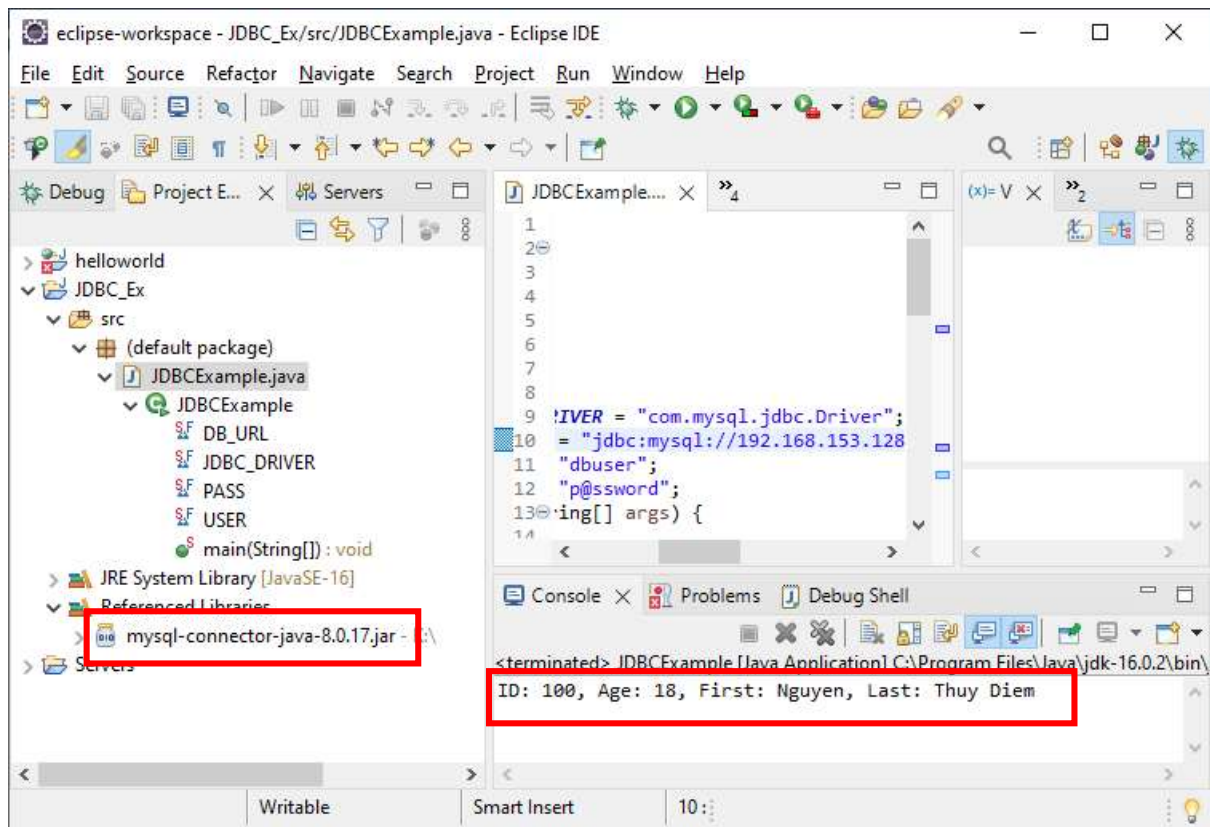 eclipse-workspace - JDBC_Ex/src/JDBCExample.java - Eclipse IDE
File Edit Source Refactor Navigate Search Project Run Window Help
Debug Project E... Servers
helloworld
JDBC_Ex
src
(default package)
JDBCExample.java
JDBCExample
DB_URL
JDBC_DRIVER
PASS
USER
main(String[]) : void
JRE System Library [JavaSE-16]
Referenced Libraries
mysql-connector-java-8.0.17.jar -
Servers
JDBCExample.... »4
1
2
3
4
5
6
7
8
9 RIVER = "com.mysql.jdbc.Driver";
10 = "jdbc:mysql://192.168.153.128
11 "dbuser";
12 "p@ssword";
13 ring[] args) {
14
(x)= V »2
Console Problems Debug Shell
<terminated> JDBCExample [Java Application] C:\Program Files\Java\jdk-16.0.2\bin\
ID: 100, Age: 18, First: Nguyen, Last: Thuy Diem
Writable Smart Insert 10 :